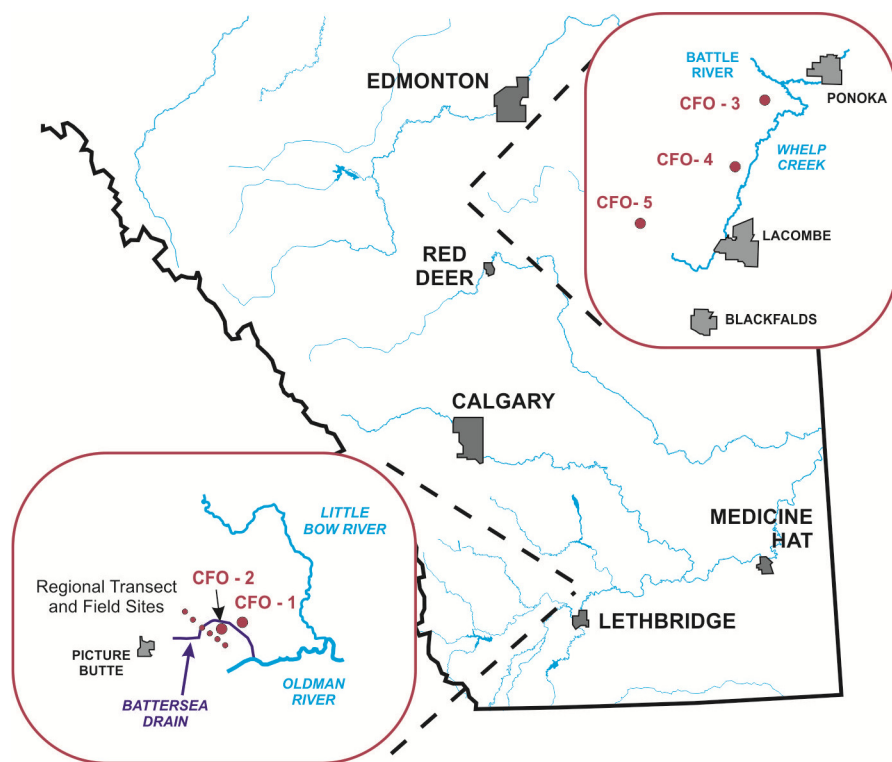 EDMONTON
RED
DEER
CALGARY
MEDICINE
HAT
LETHBRIDGE
BATTLE
RIVER
PONOKA
CFO - 3
WHELP
CREEK
CFO- 4
CFO- 5
LACOMBE
BLACKFALDS
LITTLE
BOW RIVER
CFO - 2
Regional Transect
and Field Sites
CFO - 1
PICTURE
BUTTE
BATTERSEA
DRAIN
OLDMAN
RIVER